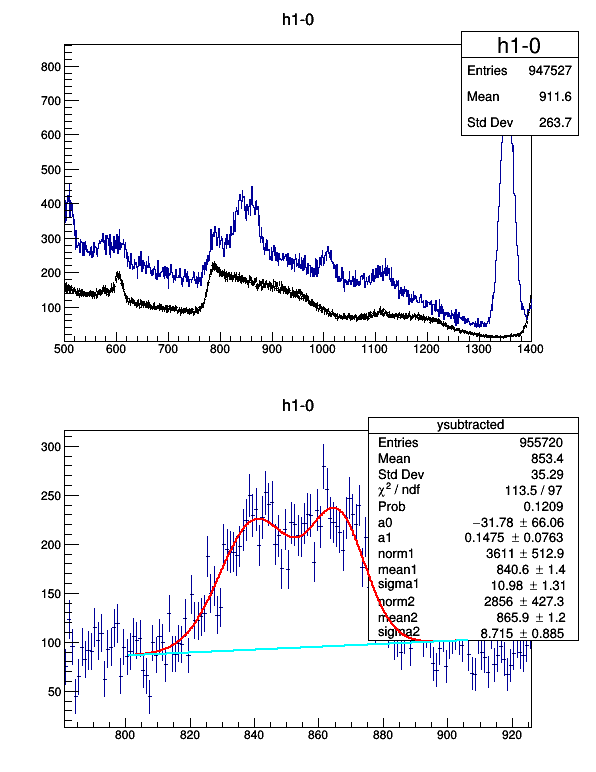 h1-0
h1-0
Entries 947527
Mean 911.6
Std Dev 263.7
800
700
600
500
400
300
200
100
500 600 700 800 900 1000 1100 1200 1300 1400
h1-0
ysubtracted
Entries 955720
Mean 853.4
Std Dev 35.29
χ² / ndf 113.5 / 97
Prob 0.1209
a0 −31.78 ± 66.06
a1 0.1475 ± 0.0763
norm1 3611 ± 512.9
mean1 840.6 ± 1.4
sigma1 10.98 ± 1.31
norm2 2856 ± 427.3
mean2 865.9 ± 1.2
sigma2 8.715 ± 0.885
300
250
200
150
100
50
800 820 840 860 880 900 920